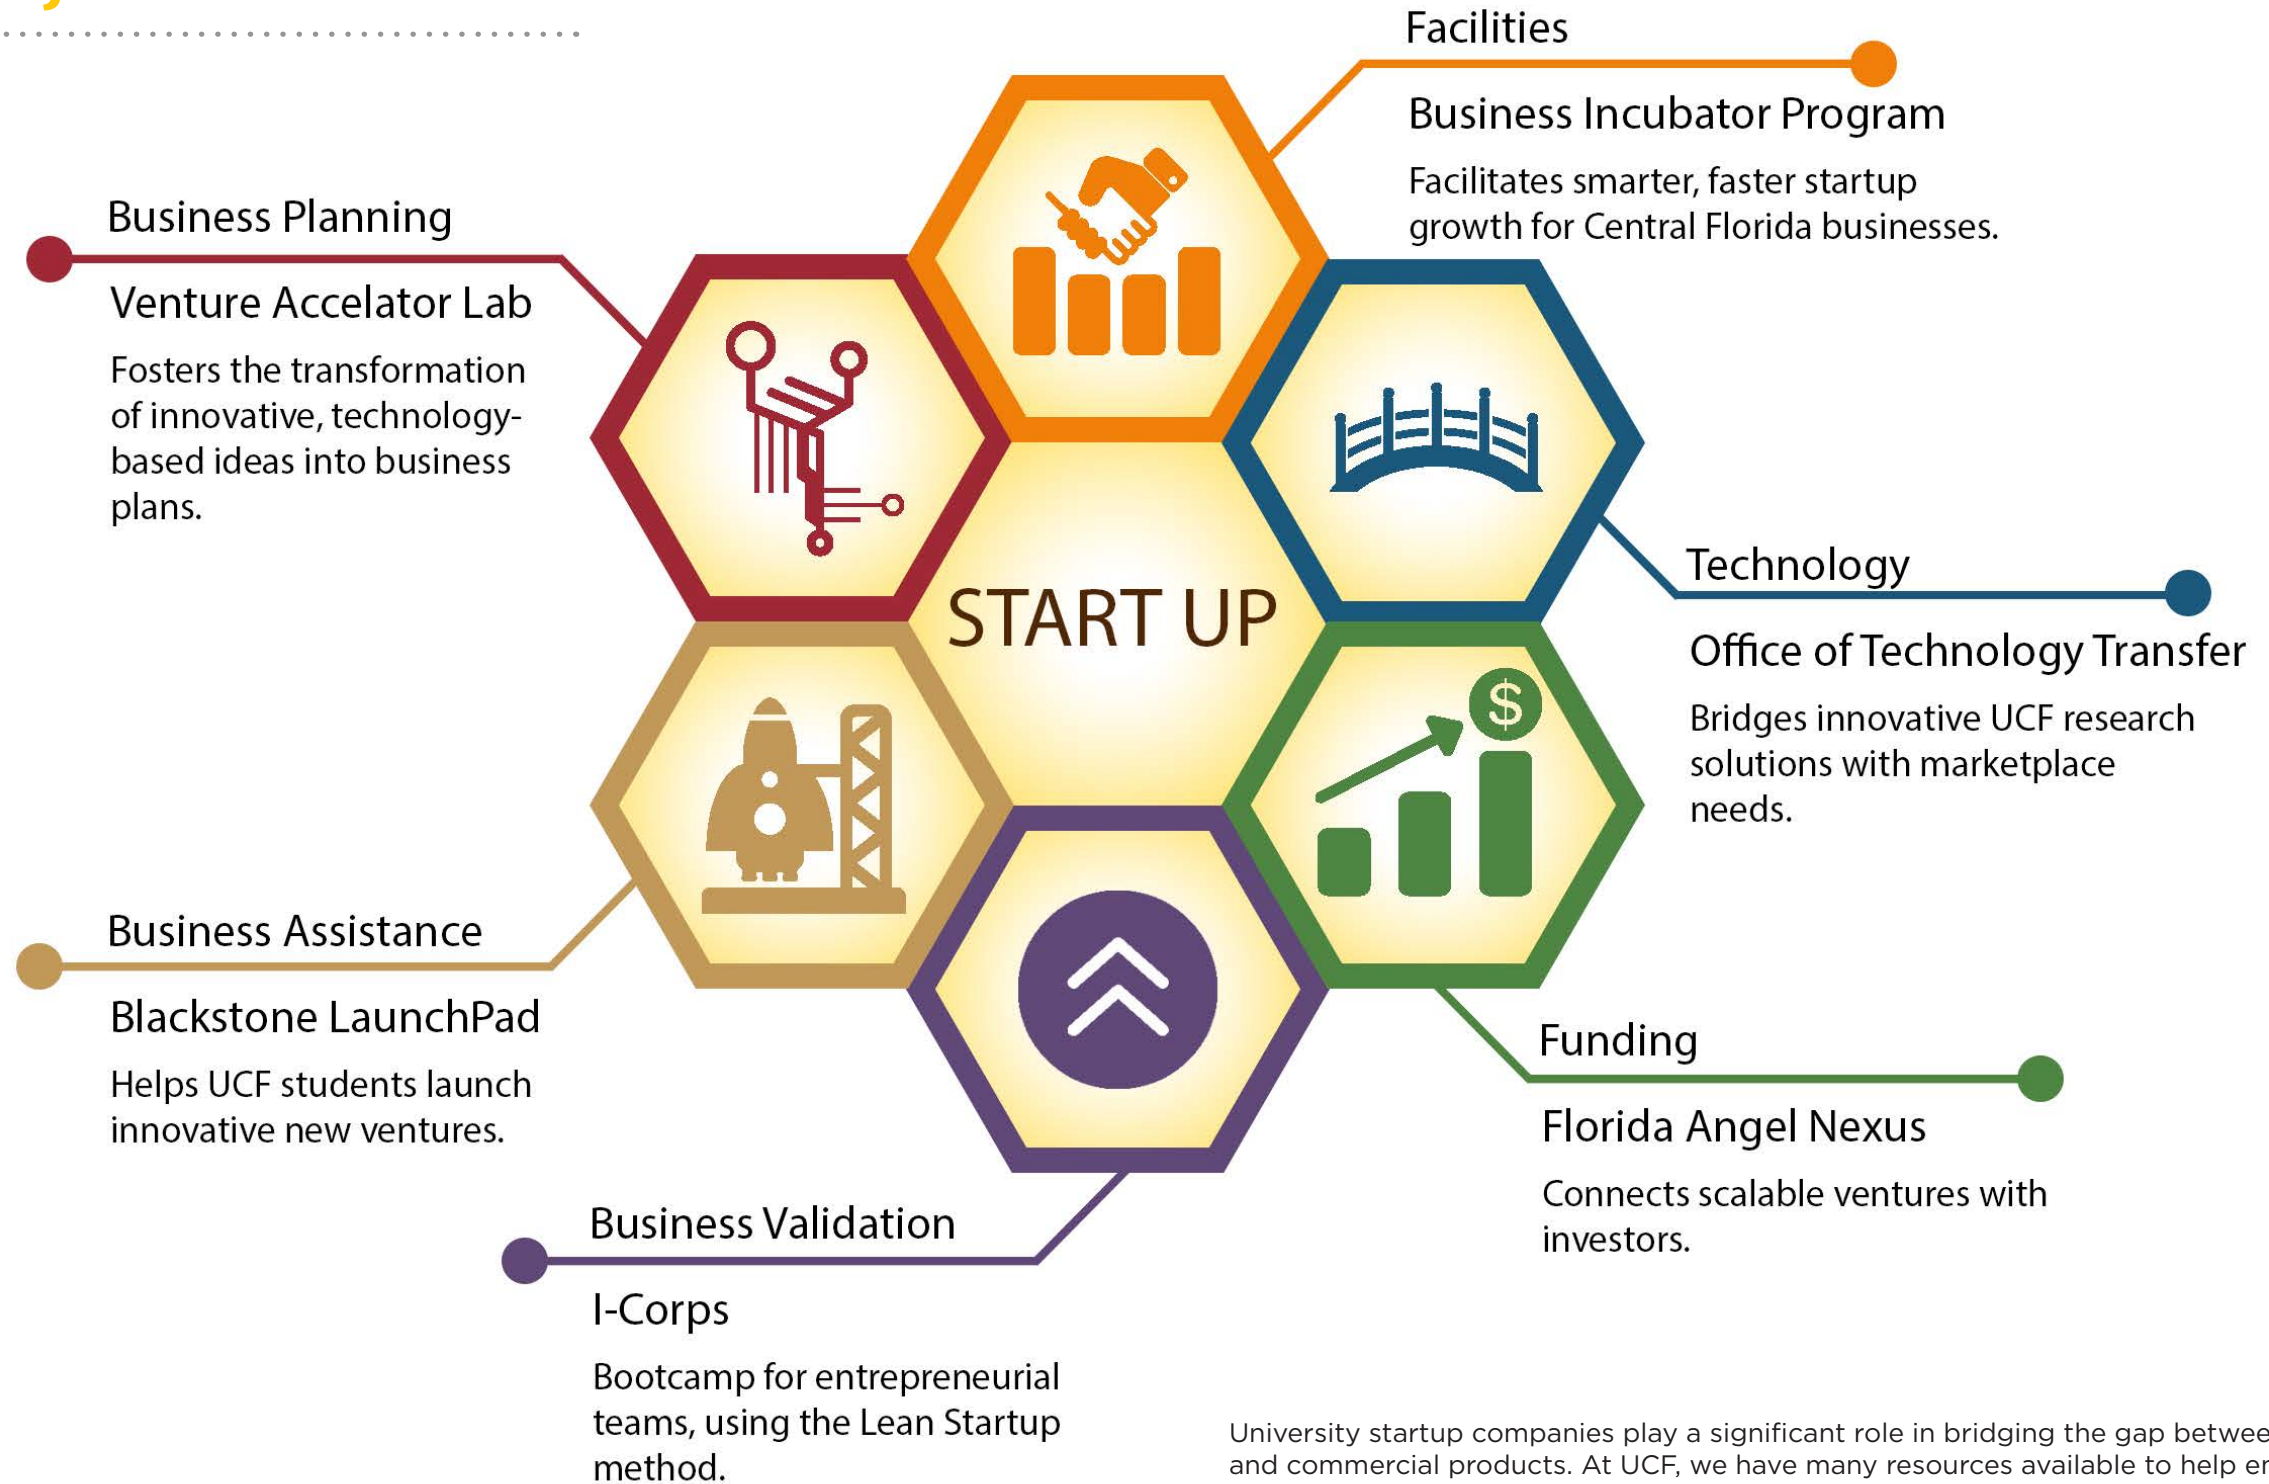 Facilities
Business Incubator Program
Facilitates smarter, faster startup
growth for Central Florida businesses.
Business Planning
Venture Accelator Lab
Fosters the transformation
of innovative, technology-
based ideas into business
plans.
START UP
$
Technology
Office of Technology Transfer
Bridges innovative UCF research
solutions with marketplace
needs.
Business Assistance
Blackstone LaunchPad
Helps UCF students launch
innovative new ventures.
Funding
Florida Angel Nexus
Connects scalable ventures with
investors.
Business Validation
I-Corps
Bootcamp for entrepreneurial
teams, using the Lean Startup
method.
University startup companies play a significant role in bridging the gap
and commercial products. At UCF, we have many resources available to help